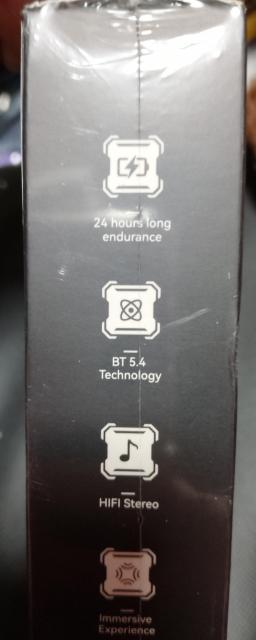 24 hours long
endurance
BT 5.4
Technology
HIFI Stereo
Immersive
Experience